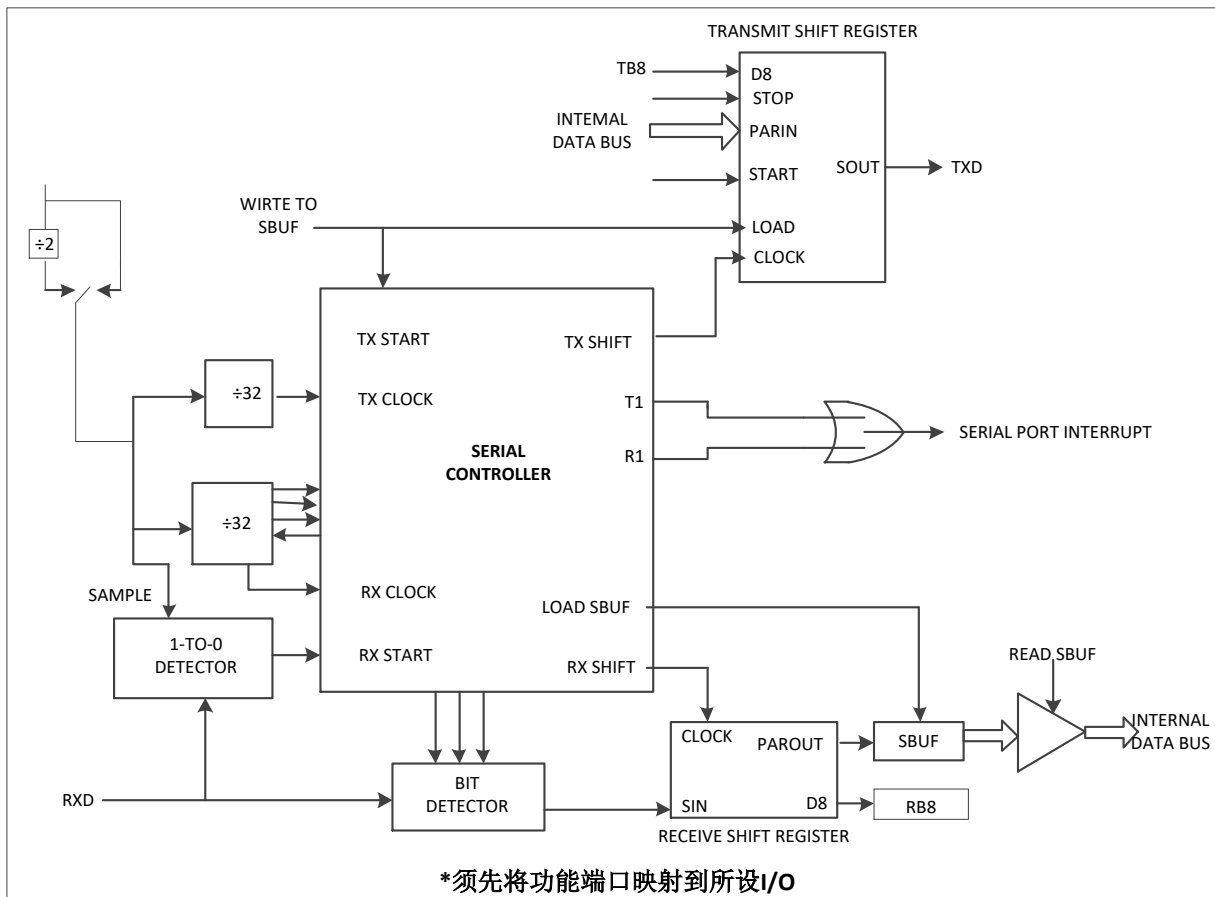 TRANSMIT SHIFT REGISTER
TB8
D8
STOP
INTEMAL
DATA BUS
PARIN
START
SOUT
TXD
WIRTE TO
SBUF
LOAD
CLOCK
÷2
TX START
TX SHIFT
÷32
TX CLOCK
T1
SERIAL PORT INTERRUPT
R1
SERIAL
CONTROLLER
÷32
SAMPLE
RX CLOCK
LOAD SBUF
1-TO-0
DETECTOR
RX START
RX SHIFT
READ SBUF
CLOCK
PAROUT
SBUF
INTERNAL
DATA BUS
RXD
BIT
DETECTOR
SIN
D8
RB8
RECEIVE SHIFT REGISTER
*须先将功能端口映射到所设I/O